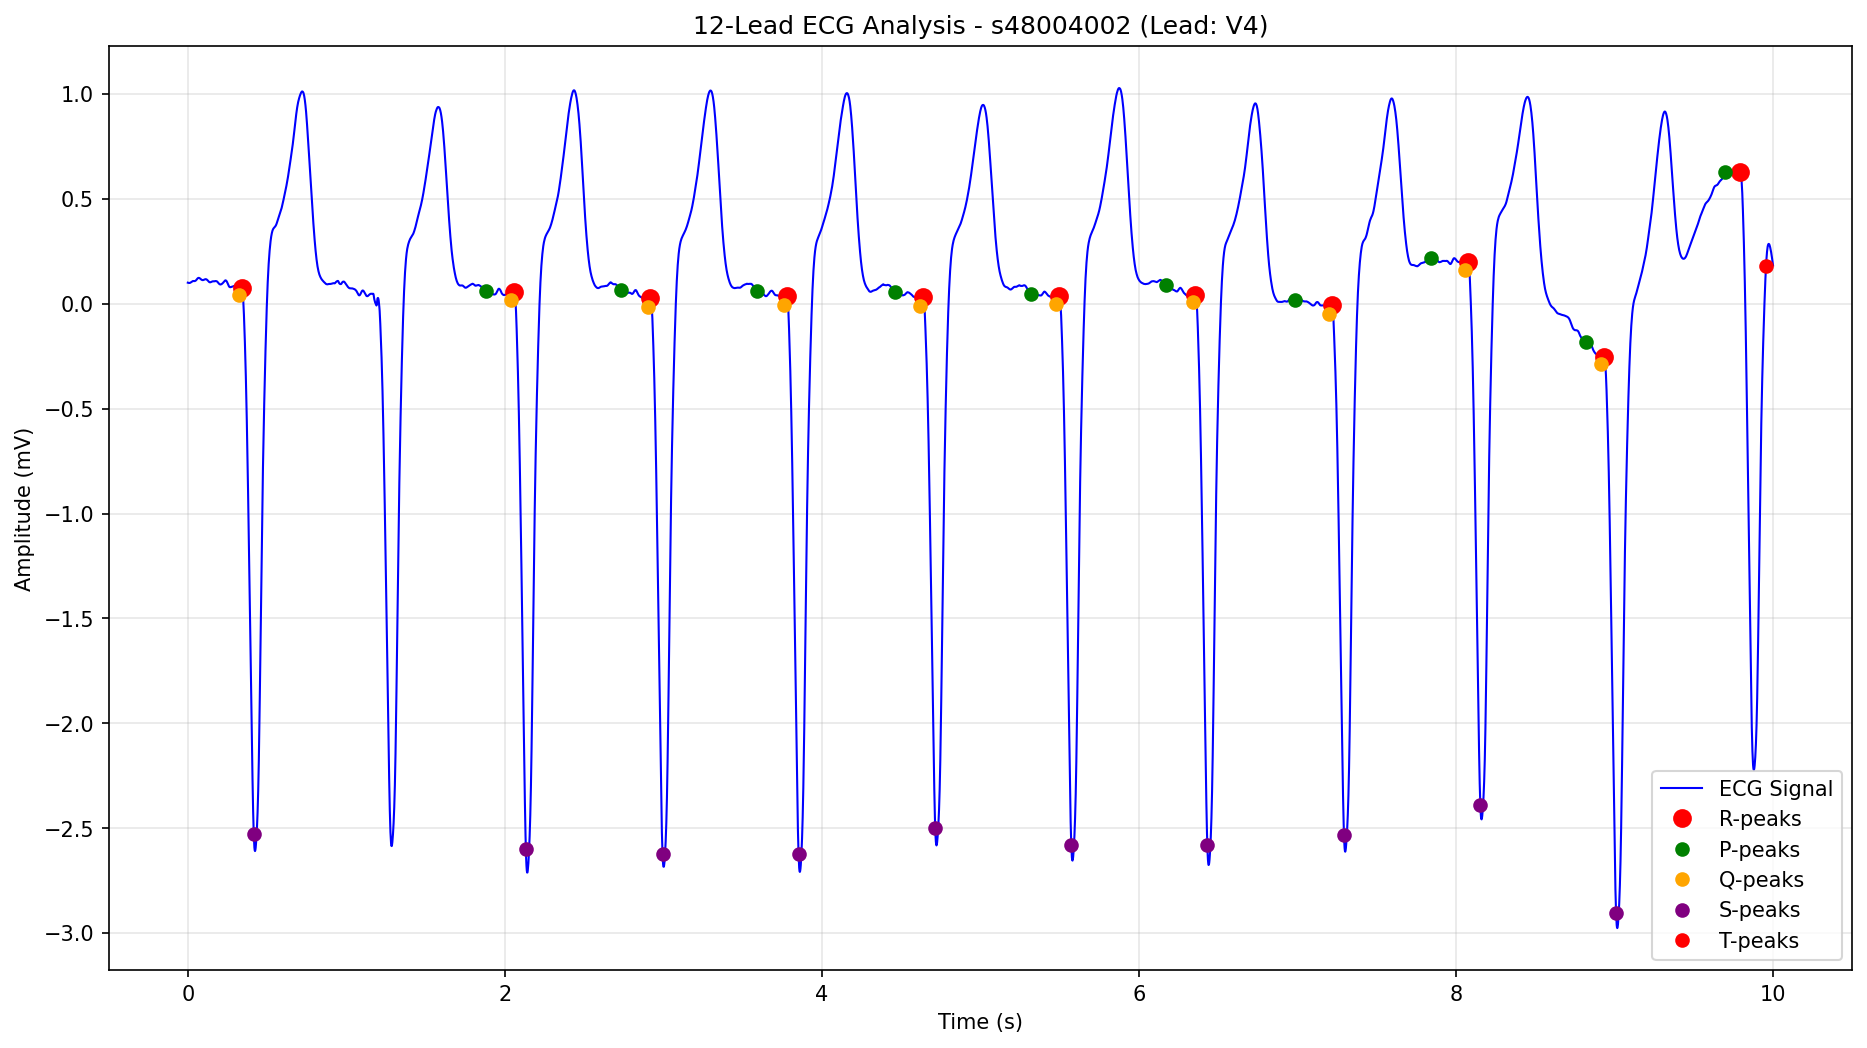 12-Lead ECG Analysis - s48004002 (Lead: V4)
Amplitude (mV)
1.0
0.5
0.0
−0.5
−1.0
−1.5
−2.0
−2.5
−3.0
ECG Signal
R-peaks
P-peaks
Q-peaks
S-peaks
T-peaks
0 2 4 6 8 10
Time (s)